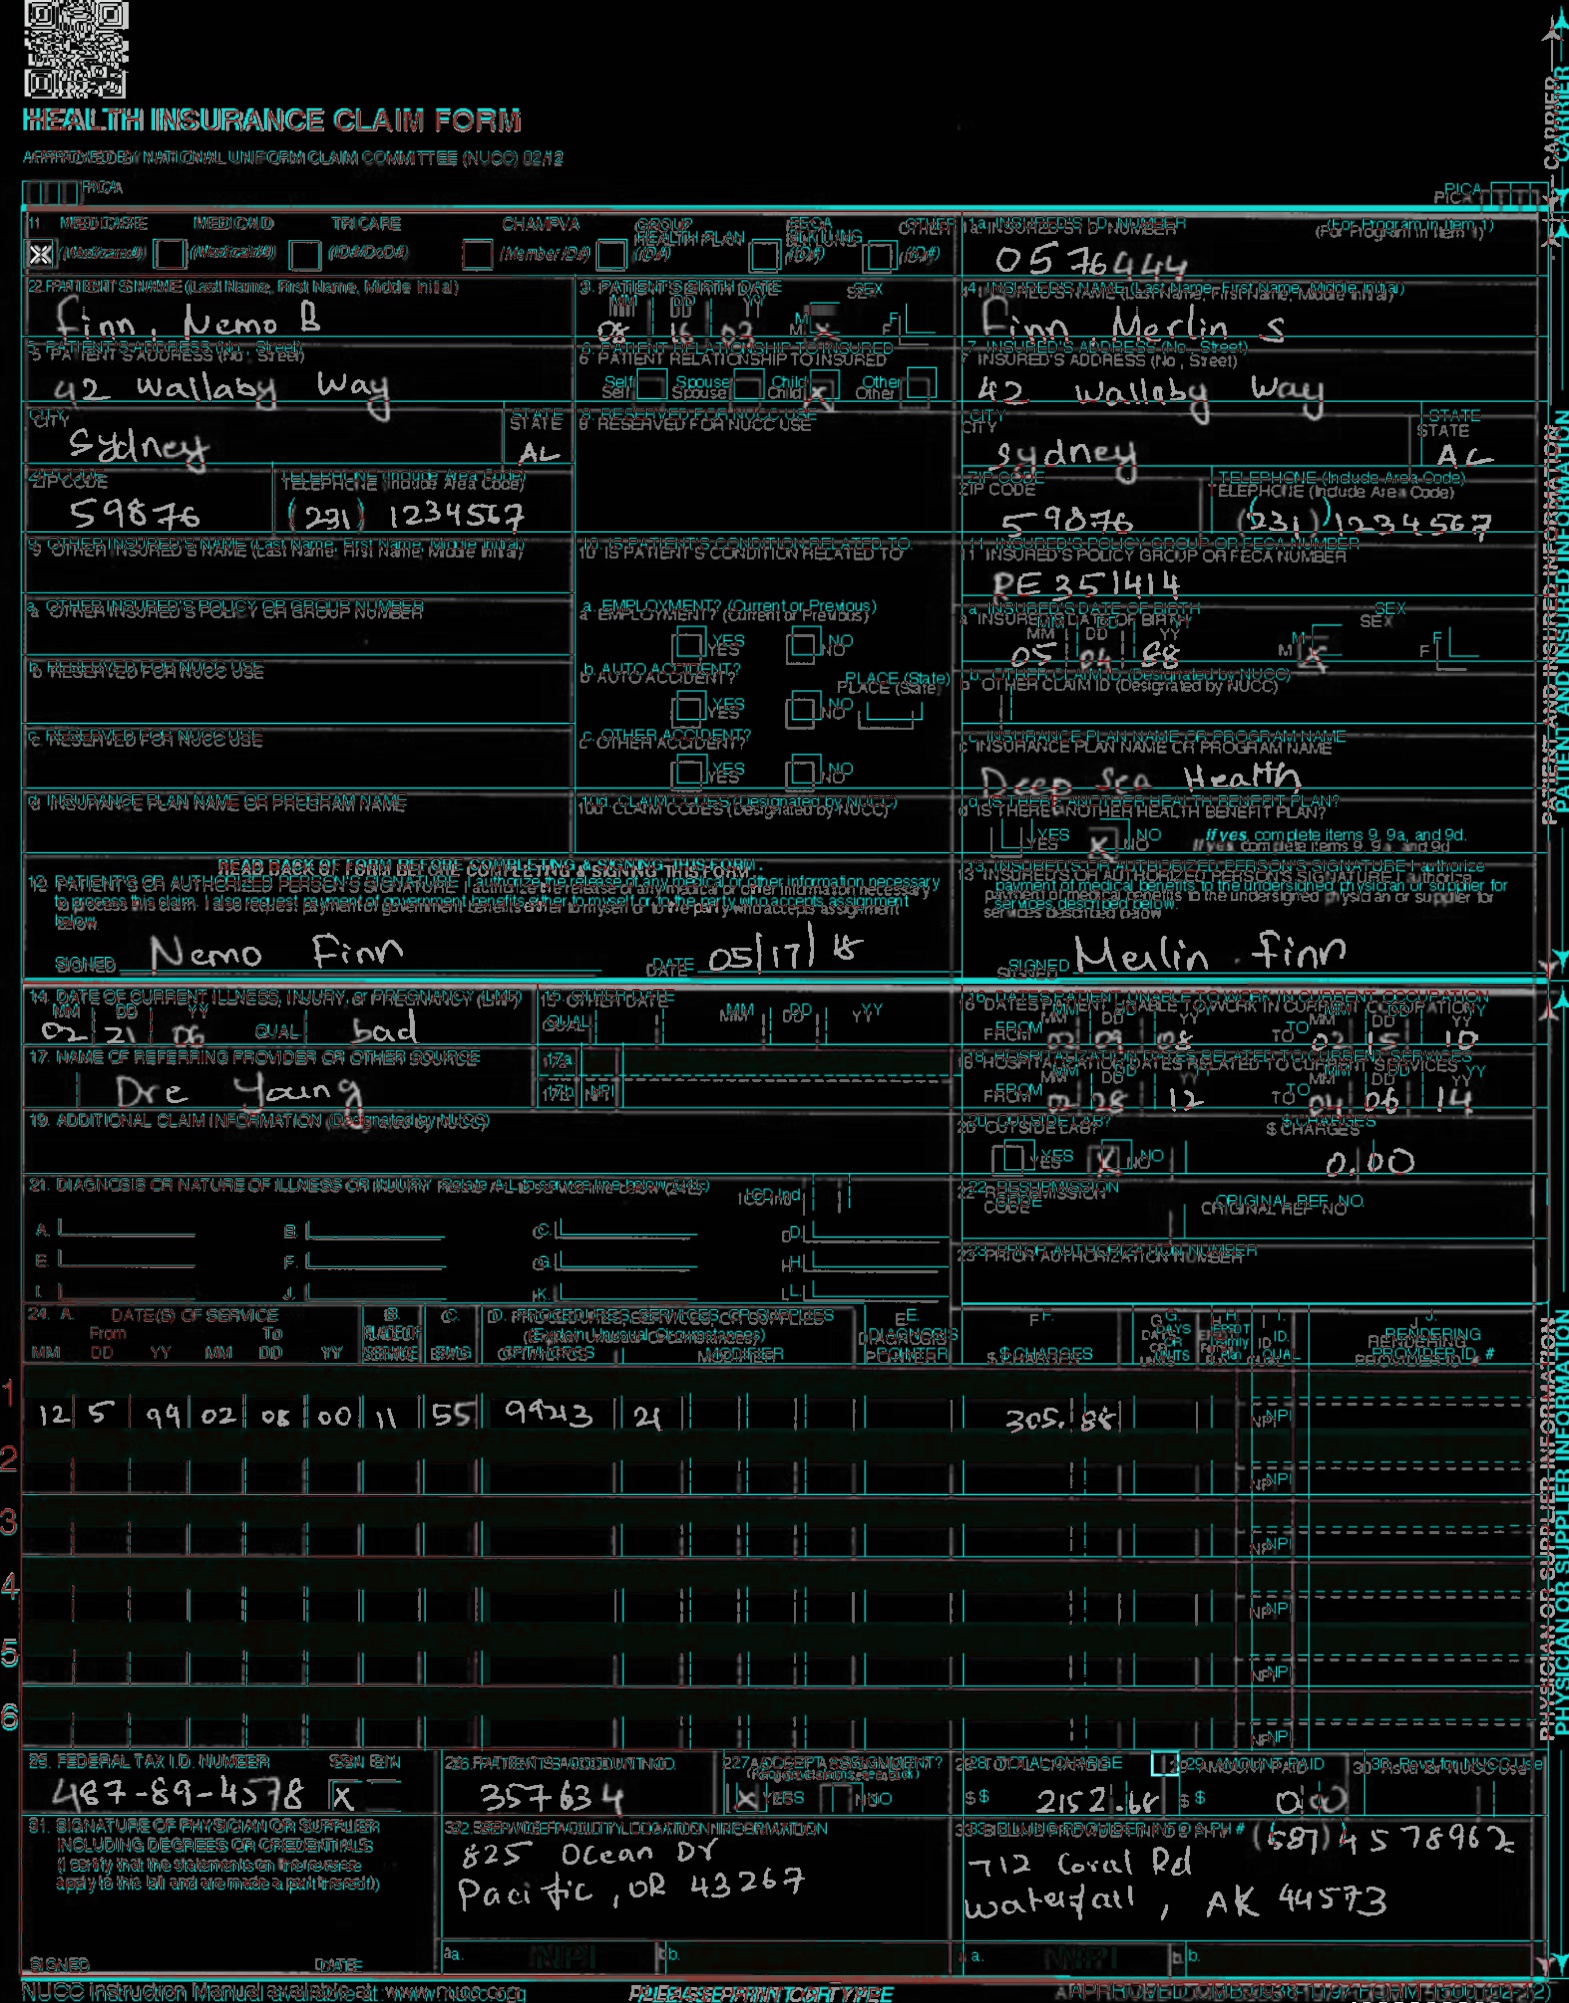 HEALTH INSURANCE CLAIM FORM
APPROVED BY NATIONAL UNIFORM CLAIM COMMITTEE (NUCC) 02/12
PICA
PICA
CARRIER
1 MEDICARE MEDICAID TRICARE CHAMPVA GROUP HEALTH PLAN FECA BLK LUNG OTHER
(Medicare#) (Medicaid#) (ID#/DoD#) (Member ID#) (ID#) (ID#) (ID#)
1a. INSURED'S I.D. NUMBER (For Program in Item 1)
0576444
2. PATIENT'S NAME (Last Name, First Name, Middle Initial)
Finn, Nemo B
3. PATIENT'S BIRTH DATE SEX
MM DD YY M F
08 16 02 X
4. INSURED'S NAME (Last Name, First Name, Middle Initial)
Finn, Merlin S
5. PATIENT'S ADDRESS (No., Street)
42 Wallaby Way
6. PATIENT RELATIONSHIP TO INSURED
Self Spouse Child X Other
7. INSURED'S ADDRESS (No., Street)
42 Wallaby Way
CITY STATE
Sydney AL
8. RESERVED FOR NUCC USE
CITY STATE
Sydney AL
ZIP CODE TELEPHONE (Include Area Code)
59876 (231) 1234567
ZIP CODE TELEPHONE (Include Area Code)
59876 (231) 1234567
9. OTHER INSURED'S NAME (Last Name, First Name, Middle Initial)
10. IS PATIENT'S CONDITION RELATED TO
11. INSURED'S POLICY GROUP OR FECA NUMBER
RE351414
a. OTHER INSURED'S POLICY OR GROUP NUMBER
a. EMPLOYMENT? (Current or Previous)
YES NO
a. INSURED'S DATE OF BIRTH SEX
MM DD YY M F
05 04 88 X
b. RESERVED FOR NUCC USE
b. AUTO ACCIDENT? PLACE (State)
YES NO
b. OTHER CLAIM ID (Designated by NUCC)
c. RESERVED FOR NUCC USE
c. OTHER ACCIDENT?
YES NO
c. INSURANCE PLAN NAME OR PROGRAM NAME
Deep Sea Health
d. INSURANCE PLAN NAME OR PROGRAM NAME
10d. CLAIM CODES (Designated by NUCC)
d. IS THERE ANOTHER HEALTH BENEFIT PLAN?
YES X NO If yes, complete items 9, 9a, and 9d.
READ BACK OF FORM BEFORE COMPLETING & SIGNING THIS FORM.
12. PATIENT'S OR AUTHORIZED PERSON'S SIGNATURE I authorize the release of any medical or other information necessary
to process this claim. I also request payment of government benefits either to myself or to the party who accepts assignment
below.
SIGNED Nemo Finn DATE 05/17/18
13. INSURED'S OR AUTHORIZED PERSON'S SIGNATURE I authorize
payment of medical benefits to the undersigned physician or supplier for
services described below.
SIGNED Merlin Finn
PATIENT AND INSURED INFORMATION
14. DATE OF CURRENT ILLNESS, INJURY, or PREGNANCY (LMP)
MM DD YY
02 21 06 QUAL bad
15. OTHER DATE
QUAL MM DD YY
16. DATES PATIENT UNABLE TO WORK IN CURRENT OCCUPATION
MM DD YY MM DD YY
FROM 09 08 TO 02 15 10
17. NAME OF REFERRING PROVIDER OR OTHER SOURCE
Dre Young
17a
17b NPI
18. HOSPITALIZATION DATES RELATED TO CURRENT SERVICES
MM DD YY MM DD YY
FROM 28 12 TO 04 06 14
19. ADDITIONAL CLAIM INFORMATION (Designated by NUCC)
20. OUTSIDE LAB? $ CHARGES
YES X NO 0.00
21. DIAGNOSIS OR NATURE OF ILLNESS OR INJURY Relate A-L to service line below (24E) ICD Ind
A. B. C. D.
E. F. G. H.
I. J. K. L.
22. RESUBMISSION CODE ORIGINAL REF. NO.
23. PRIOR AUTHORIZATION NUMBER
24. A. DATE(S) OF SERVICE B. PLACE OF SERVICE C. EMG D. PROCEDURES, SERVICES, OR SUPPLIES E. DIAGNOSIS POINTER F. $ CHARGES G. DAYS OR UNITS H. EPSDT Family Plan I. ID. QUAL J. RENDERING PROVIDER ID. #
From To (Explain Unusual Circumstances)
MM DD YY MM DD YY CPT/HCPCS MODIFIER
1 12 5 99 02 08 00 11 55 99213 21 305. 88 NPI
2 NPI
3 NPI
4 NPI
5 NPI
6 NPI
PHYSICIAN OR SUPPLIER INFORMATION
25. FEDERAL TAX I.D. NUMBER SSN EIN
487-89-4578 X
26. PATIENT'S ACCOUNT NO.
357634
27. ACCEPT ASSIGNMENT?
X YES NO
28. TOTAL CHARGE
$ 2152.68
29. AMOUNT PAID
$ 0.00
30. Rsvd for NUCC Use
31. SIGNATURE OF PHYSICIAN OR SUPPLIER
INCLUDING DEGREES OR CREDENTIALS
(I certify that the statements on the reverse
apply to this bill and are made a part thereof.)
SIGNED DATE
32. SERVICE FACILITY LOCATION INFORMATION
825 Ocean Dr
Pacific, OR 43267
a. NPI b.
33. BILLING PROVIDER INFO & PH # (587) 4578962
712 Coral Rd
Waterfall, AK 44573
a. NPI b.
NUCC Instruction Manual available at: www.nucc.org
PLEASE PRINT OR TYPE